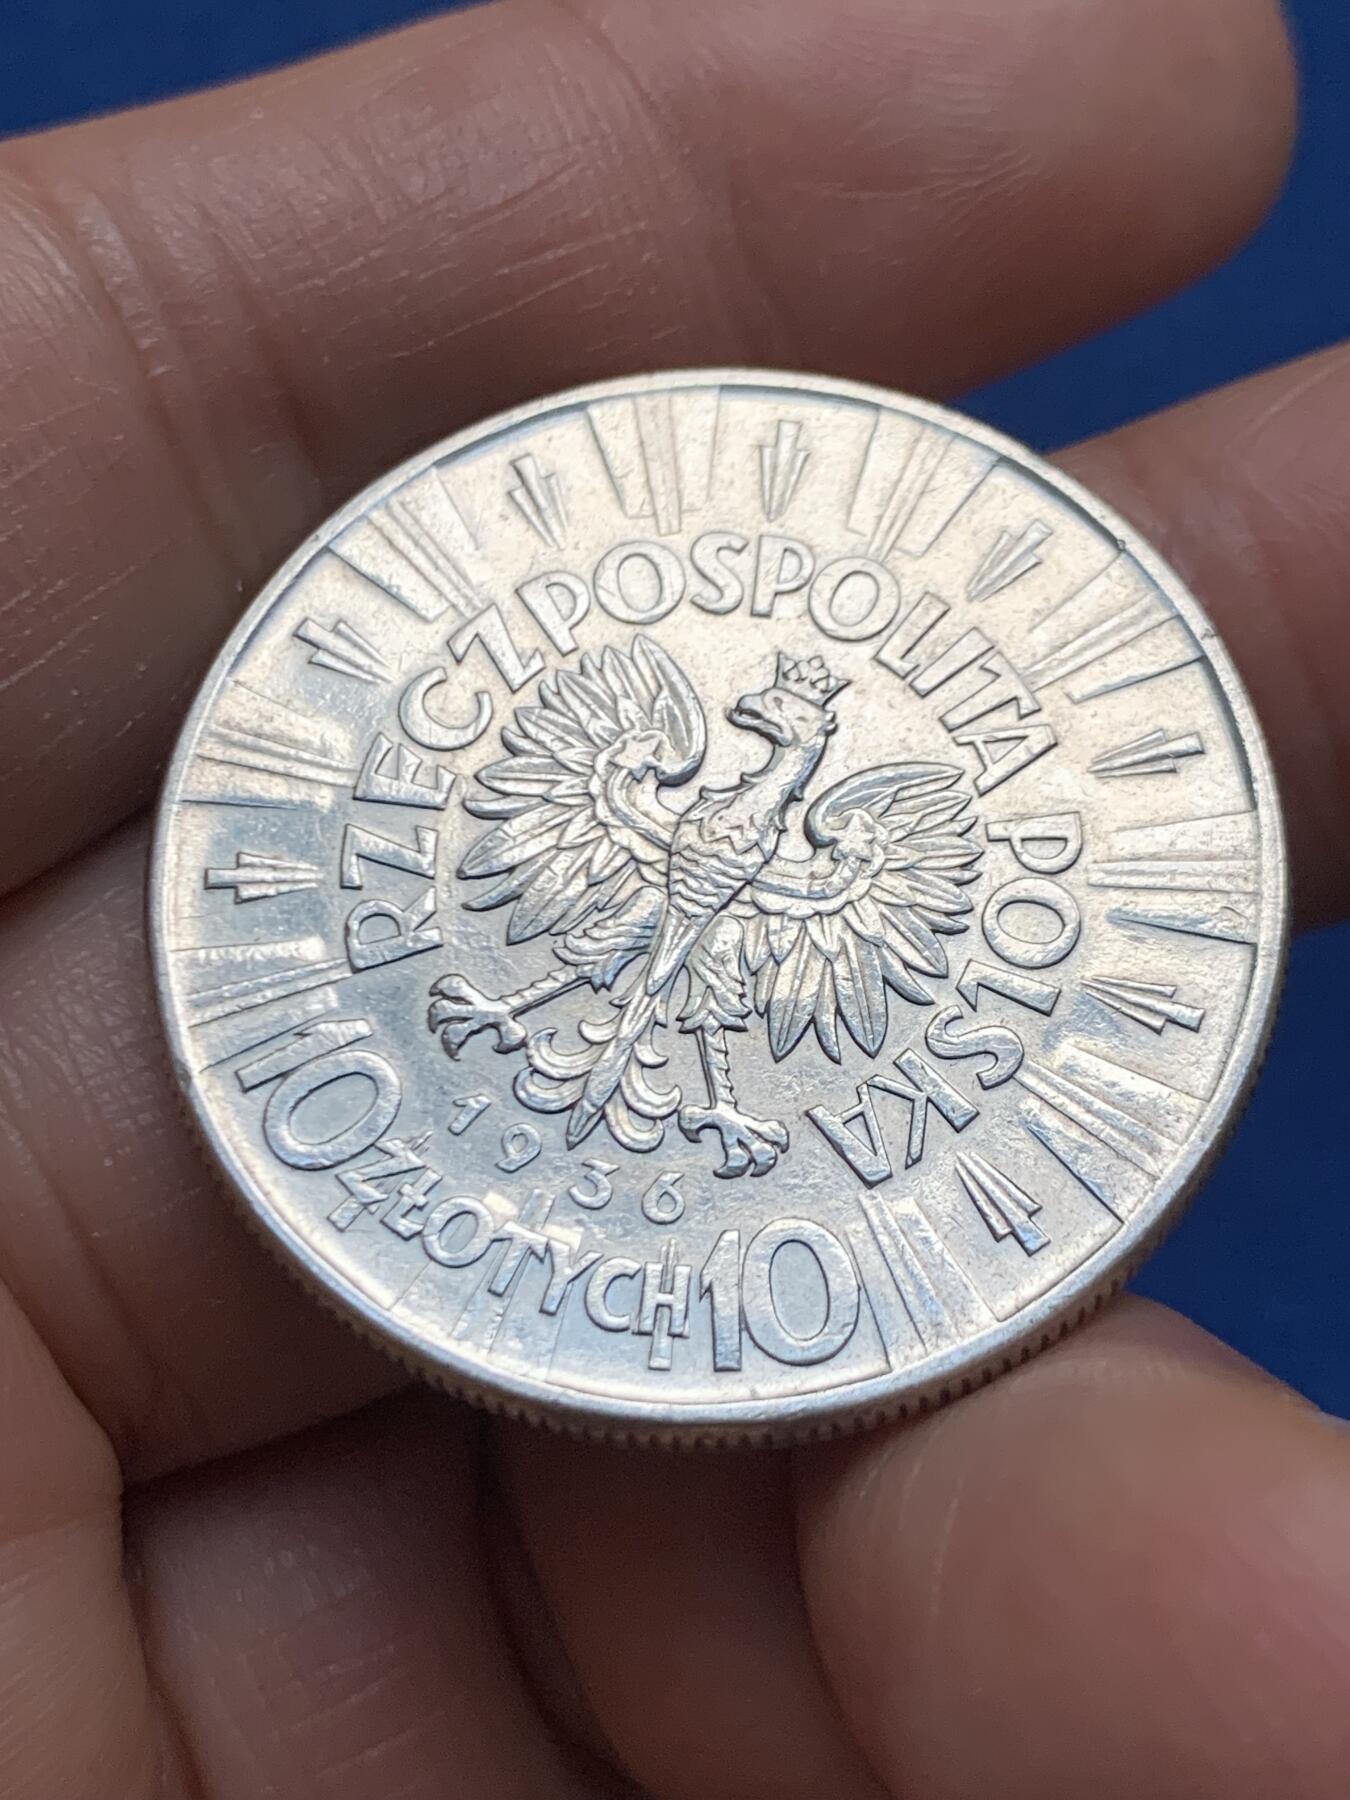 RZECZPOSPOLITA POLSKA
1936
10 ZŁOTYCH 10